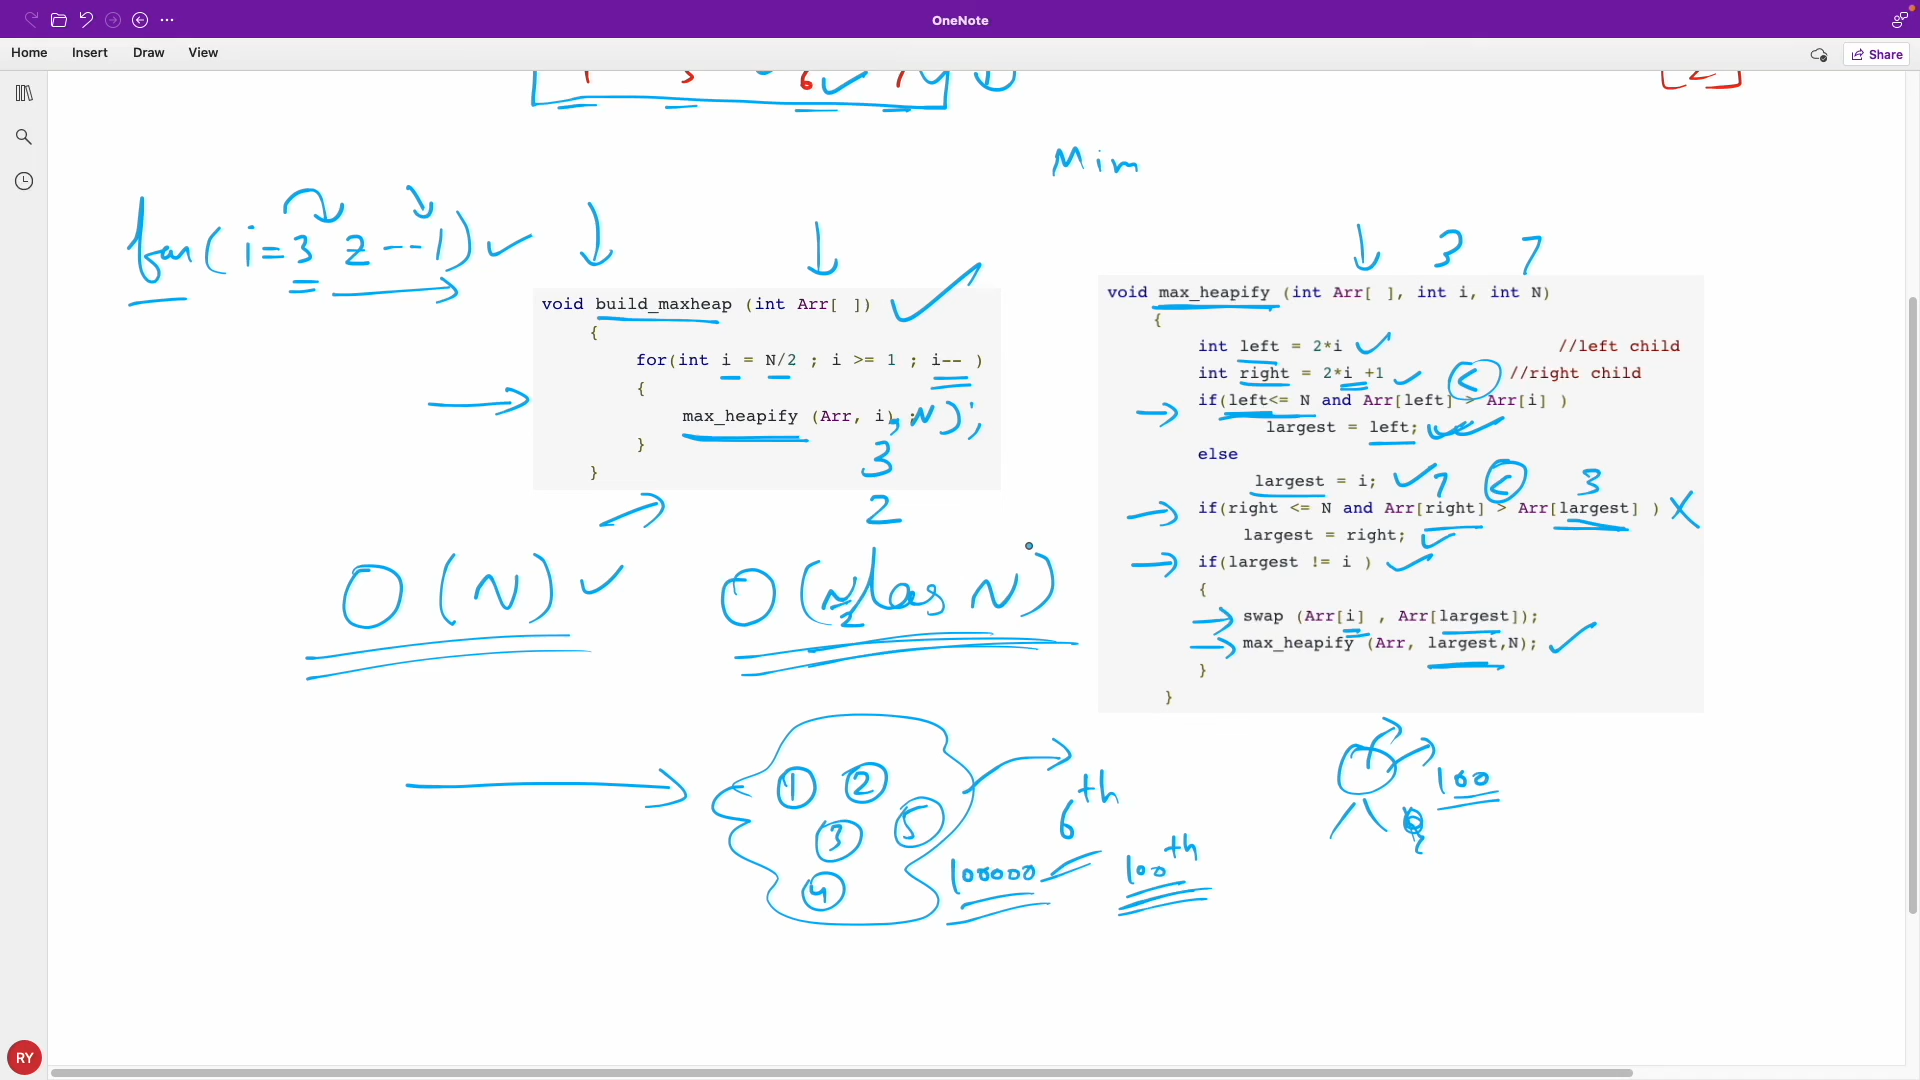 OneNote
Home Insert Draw View
Share
6
Min
for( i=3 2 --1)
3 7
void build_maxheap (int Arr[ ])
{
for(int i = N/2 ; i >= 1 ; i-- )
{
max_heapify (Arr, i) ;
,N);
}
}
3
2
void max_heapify (int Arr[ ], int i, int N)
{
int left = 2*i //left child
int right = 2*i +1 //right child
<
if(left<= N and Arr[left] > Arr[i] )
largest = left;
else
largest = i;
7 < 3
if(right <= N and Arr[right] > Arr[largest] ) X
largest = right;
if(largest != i )
{
swap (Arr[i] , Arr[largest]);
max_heapify (Arr, largest,N);
}
}
O (N) O (N/2 log N)
1 2
3 5
4
6th
100000
100th
100
RY